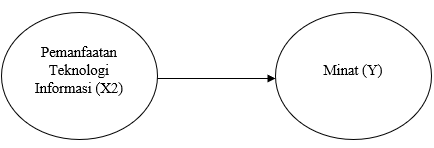 Pemanfaatan
Teknologi
Informasi (X2)
Minat (Y)